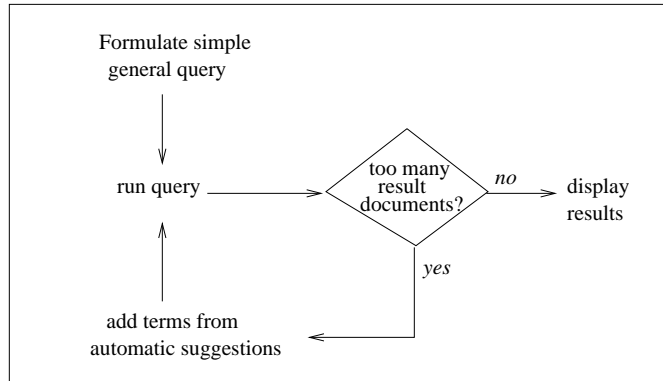 Formulate simple
general query
run query
too many
result
documents?
no
display
results
yes
add terms from
automatic suggestions